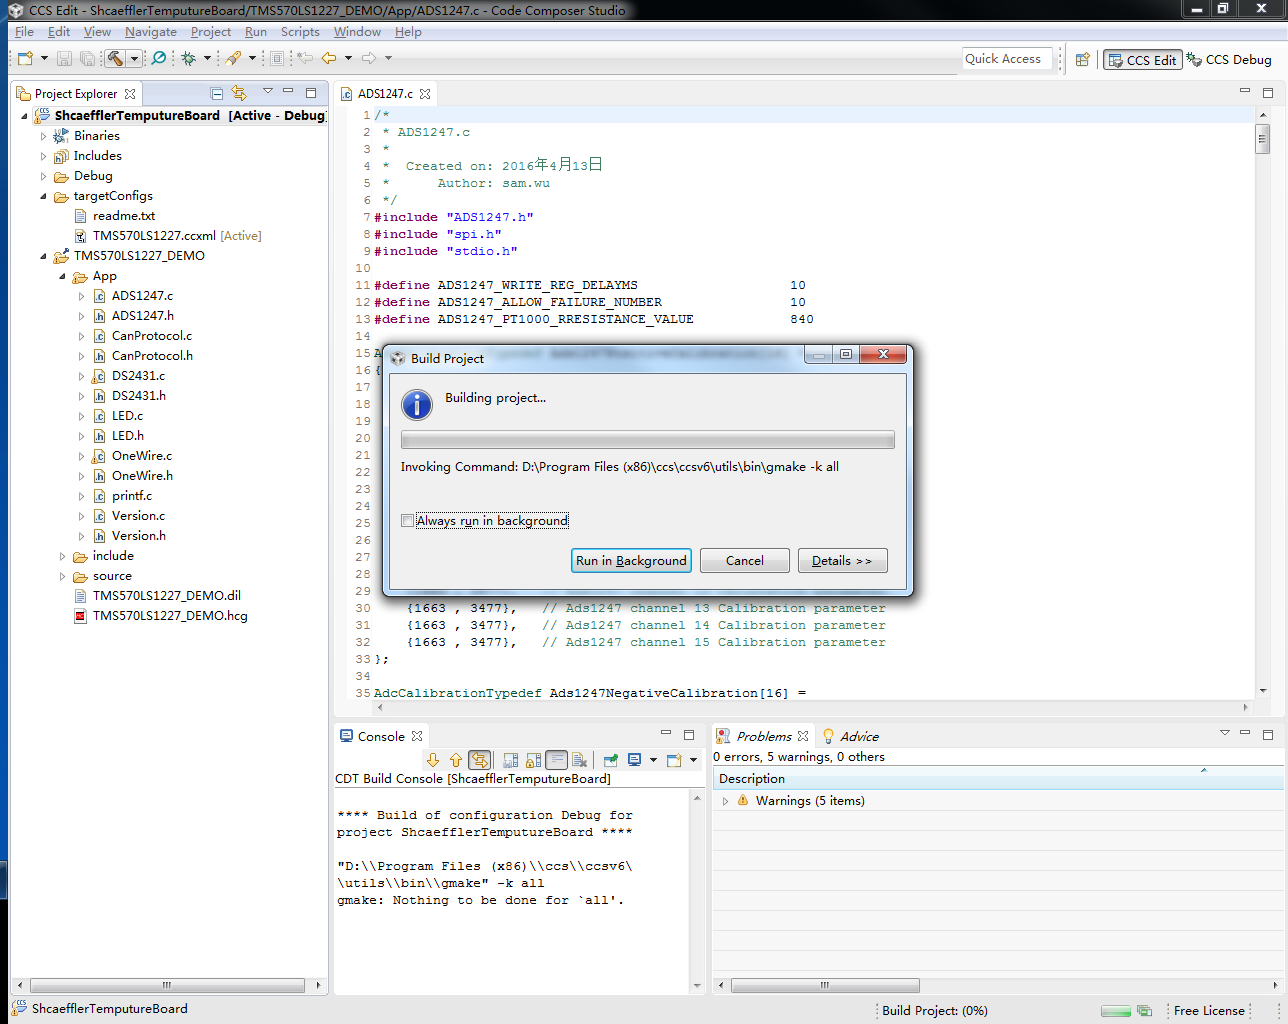 CCS Edit - ShcaefflerTemputureBoard/TMS570LS1227_DEMO/App/ADS1247.c - Code Composer Studio
File Edit View Navigate Project Run Scripts Window Help
Quick Access CCS Edit CCS Debug
Project Explorer
ShcaefflerTemputureBoard [Active - Debug]
Binaries
Includes
Debug
targetConfigs
readme.txt
TMS570LS1227.ccxml [Active]
TMS570LS1227_DEMO
App
ADS1247.c
ADS1247.h
CanProtocol.c
CanProtocol.h
DS2431.c
DS2431.h
LED.c
LED.h
OneWire.c
OneWire.h
printf.c
Version.c
Version.h
include
source
TMS570LS1227_DEMO.dil
TMS570LS1227_DEMO.hcg
ADS1247.c
1 /*
2 * ADS1247.c
3 *
4 * Created on: 2016年4月13日
5 * Author: sam.wu
6 */
7 #include "ADS1247.h"
8 #include "spi.h"
9 #include "stdio.h"
10
11 #define ADS1247_WRITE_REG_DELAYMS 10
12 #define ADS1247_ALLOW_FAILURE_NUMBER 10
13 #define ADS1247_PT1000_RRESISTANCE_VALUE 840
14
15 A
16 {
17
18
19
20
21
22
23
24
25
26
27
28
29
30 {1663 , 3477}, // Ads1247 channel 13 Calibration parameter
31 {1663 , 3477}, // Ads1247 channel 14 Calibration parameter
32 {1663 , 3477}, // Ads1247 channel 15 Calibration parameter
33 };
34
35 AdcCalibrationTypedef Ads1247NegativeCalibration[16] =
Build Project
Building project...
Invoking Command: D:\Program Files (x86)\ccs\ccsv6\utils\bin\gmake -k all
Always run in background
Run in Background Cancel Details >>
Console
CDT Build Console [ShcaefflerTemputureBoard]
**** Build of configuration Debug for
project ShcaefflerTemputureBoard ****
"D:\\Program Files (x86)\\ccs\\ccsv6\
\utils\\bin\\gmake" -k all
gmake: Nothing to be done for `all'.
Problems Advice
0 errors, 5 warnings, 0 others
Description
Warnings (5 items)
ShcaefflerTemputureBoard
Build Project: (0%)
Free License